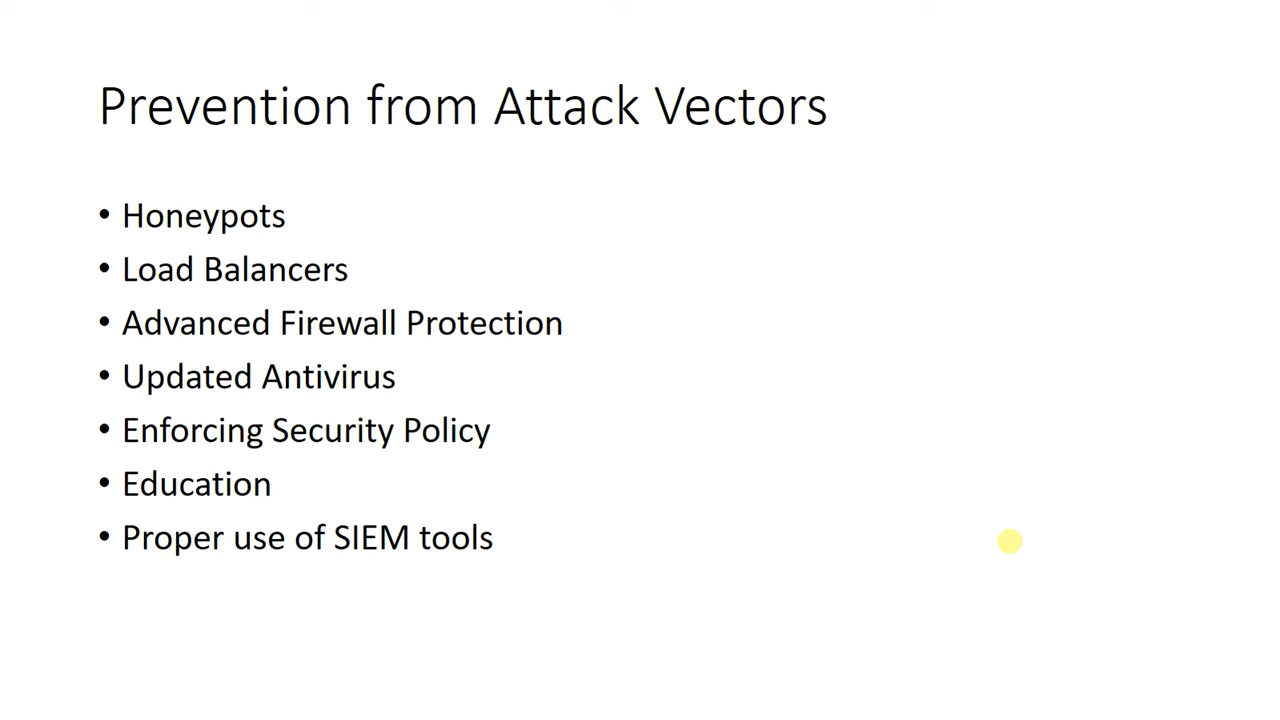 Prevention from Attack Vectors
• Honeypots
• Load Balancers
• Advanced Firewall Protection
• Updated Antivirus
• Enforcing Security Policy
• Education
• Proper use of SIEM tools